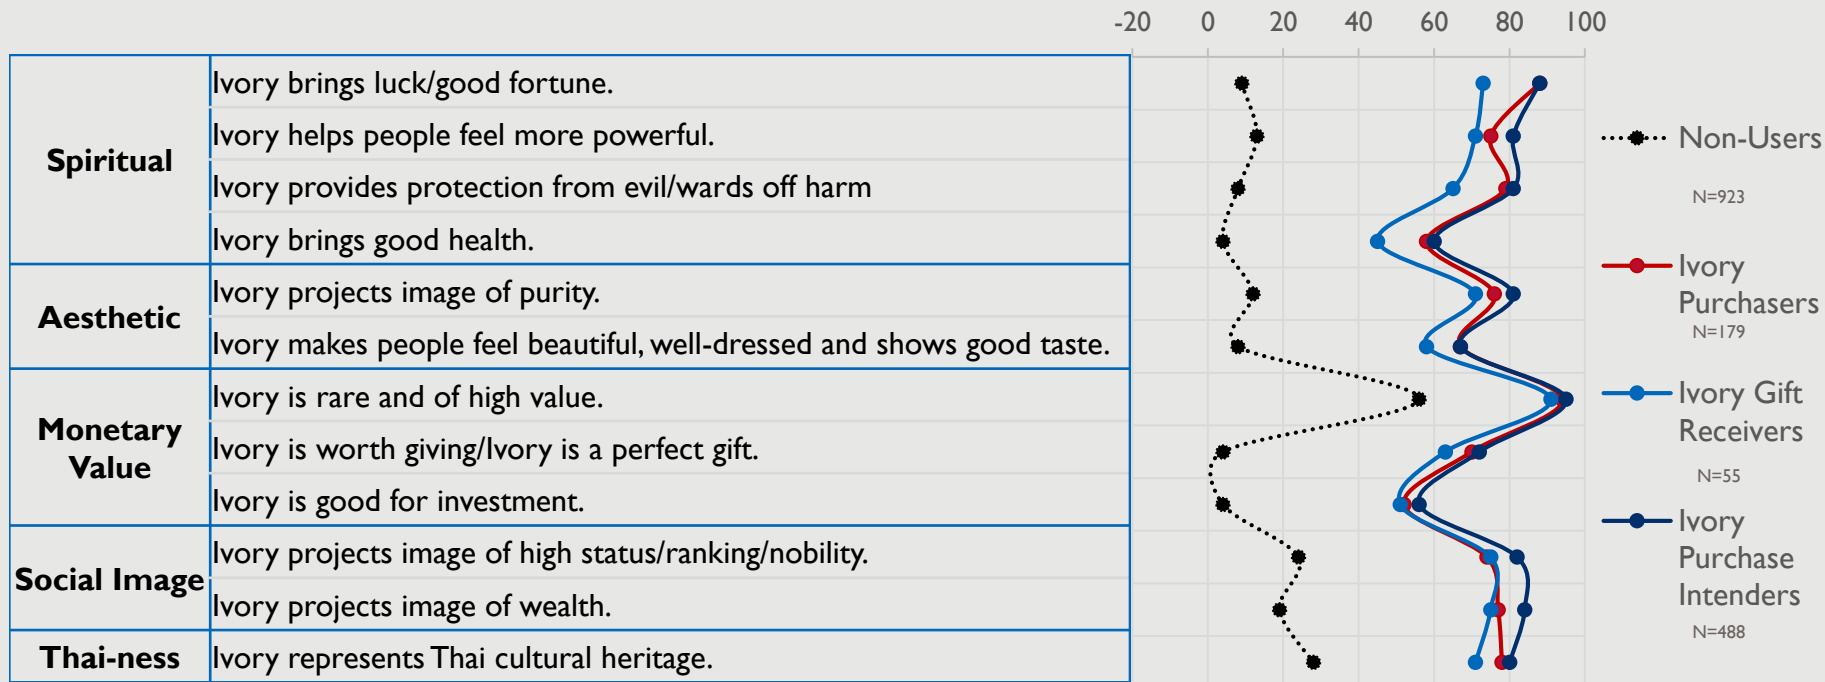 -20 0 20 40 60 80 100
Spiritual
Ivory brings luck/good fortune.
Ivory helps people feel more powerful.
Ivory provides protection from evil/wards off harm
Ivory brings good health.
Aesthetic
Ivory projects image of purity.
Ivory makes people feel beautiful, well-dressed and shows good taste.
Monetary
Value
Ivory is rare and of high value.
Ivory is worth giving/Ivory is a perfect gift.
Ivory is good for investment.
Social Image
Ivory projects image of high status/ranking/nobility.
Ivory projects image of wealth.
Thai-ness
Ivory represents Thai cultural heritage.
Non-Users
N=923
Ivory
Purchasers
N=179
Ivory Gift
Receivers
N=55
Ivory
Purchase
Intenders
N=488